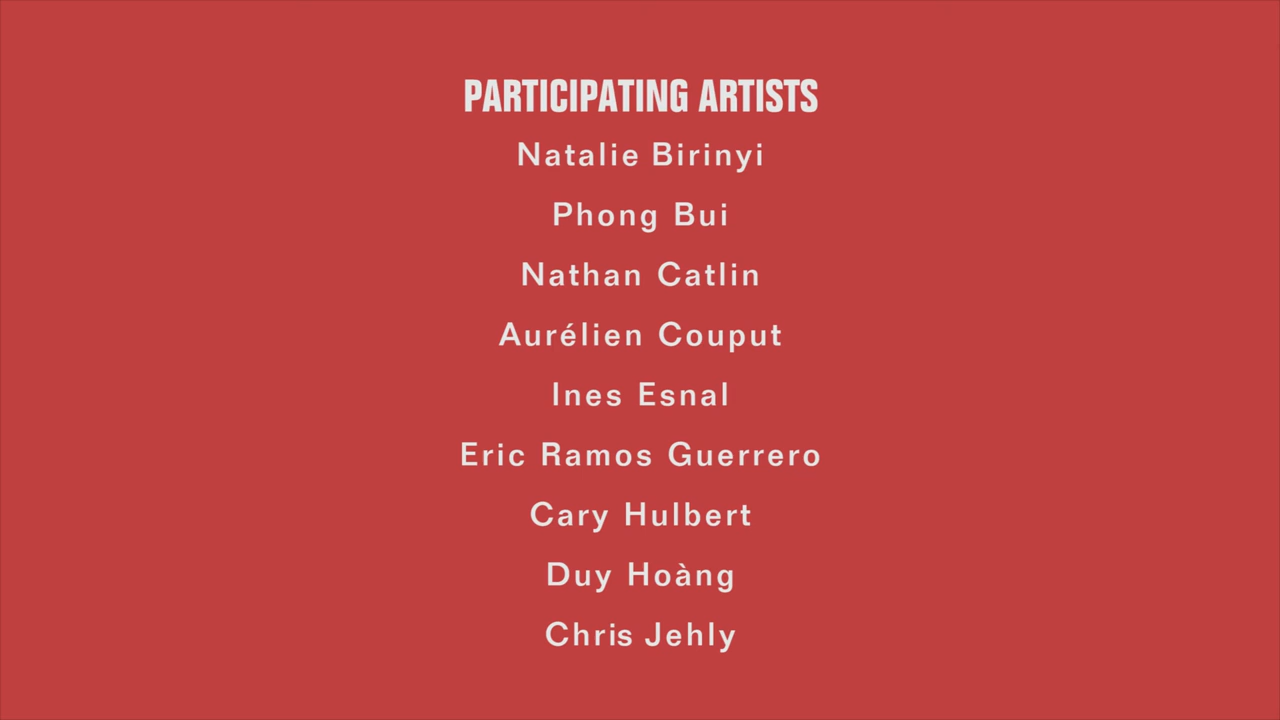 PARTICIPATING ARTISTS
Natalie Birinyi
Phong Bui
Nathan Catlin
Aurélien Couput
Ines Esnal
Eric Ramos Guerrero
Cary Hulbert
Duy Hoàng
Chris Jehly